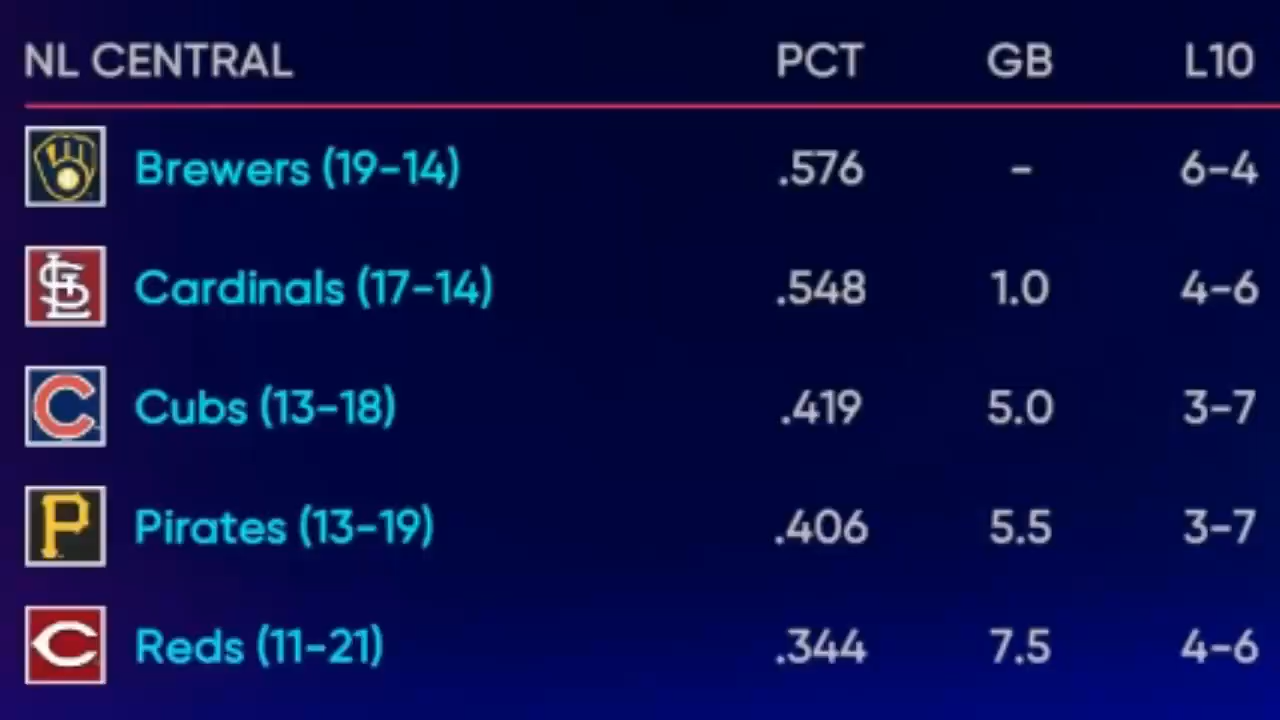 NL CENTRAL PCT GB L10
Brewers (19-14) .576 - 6-4
Cardinals (17-14) .548 1.0 4-6
Cubs (13-18) .419 5.0 3-7
Pirates (13-19) .406 5.5 3-7
Reds (11-21) .344 7.5 4-6